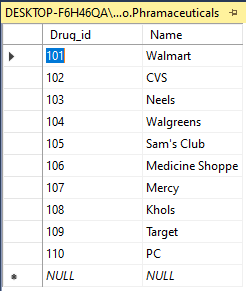 DESKTOP-F6H46QA\...o.Phramaceuticals
Drug_id Name
101 Walmart
102 CVS
103 Neels
104 Walgreens
105 Sam's Club
106 Medicine Shoppe
107 Mercy
108 Khols
109 Target
110 PC
NULL NULL